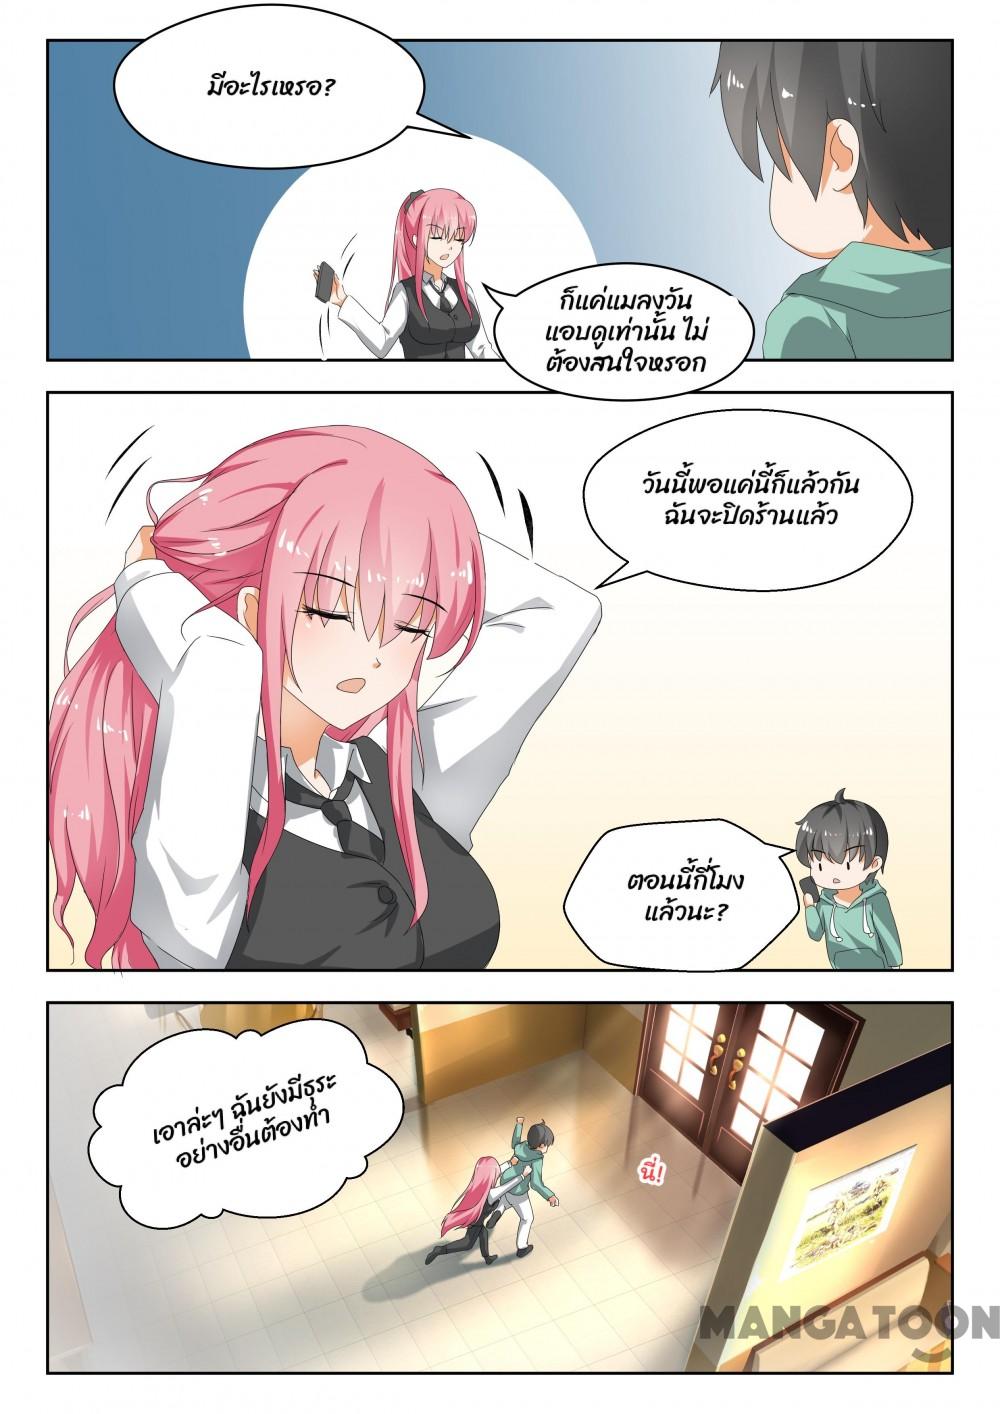 มีอะไรเหรอ?
ก็แค่แมลงวัน
แอบดูเท่านั้น ไม่
ต้องสนใจหรอก
วันนี้พอแค่นี้ก็แล้วกัน
ฉันจะปิดร้านแล้ว
ตอนนี้กี่โมง
แล้วนะ?
เอาล่ะๆ ฉันยังมีธุระ
อย่างอื่นต้องทำ
นี่!
MANGATOON